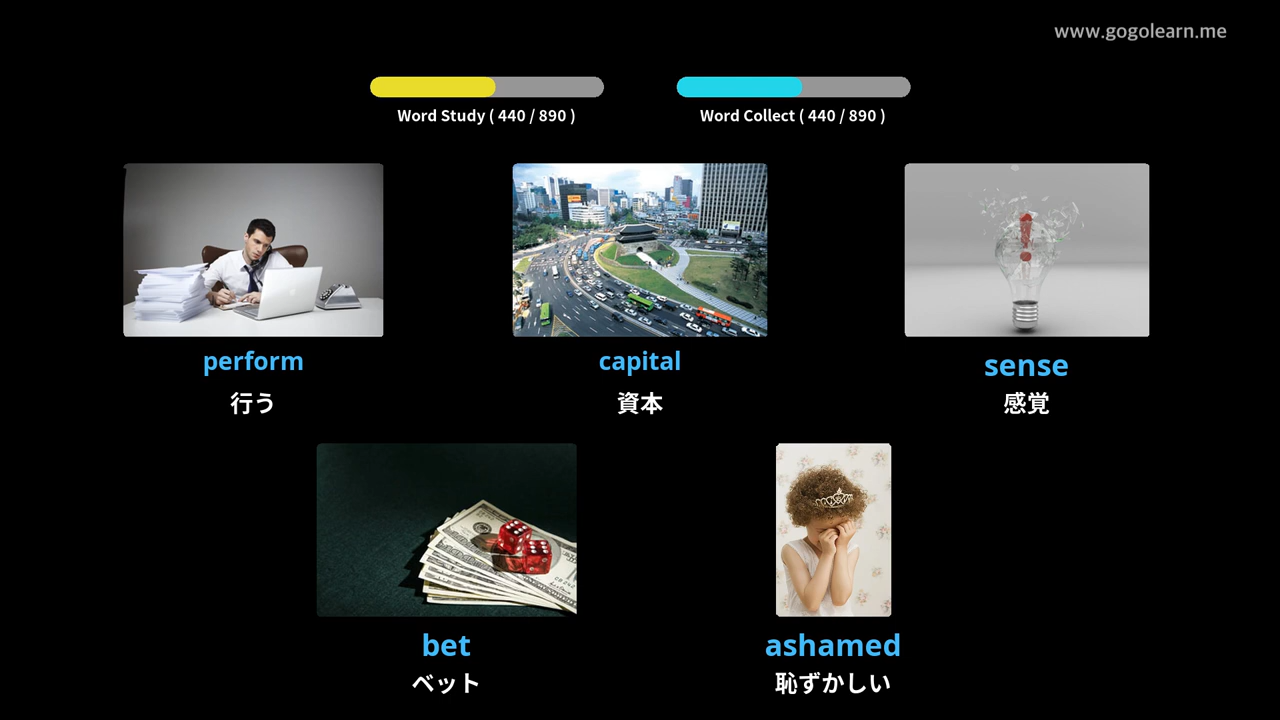 www.gogolearn.me
Word Study ( 440 / 890 )
Word Collect ( 440 / 890 )
perform
行う
capital
資本
sense
感覚
bet
ベット
ashamed
恥ずかしい